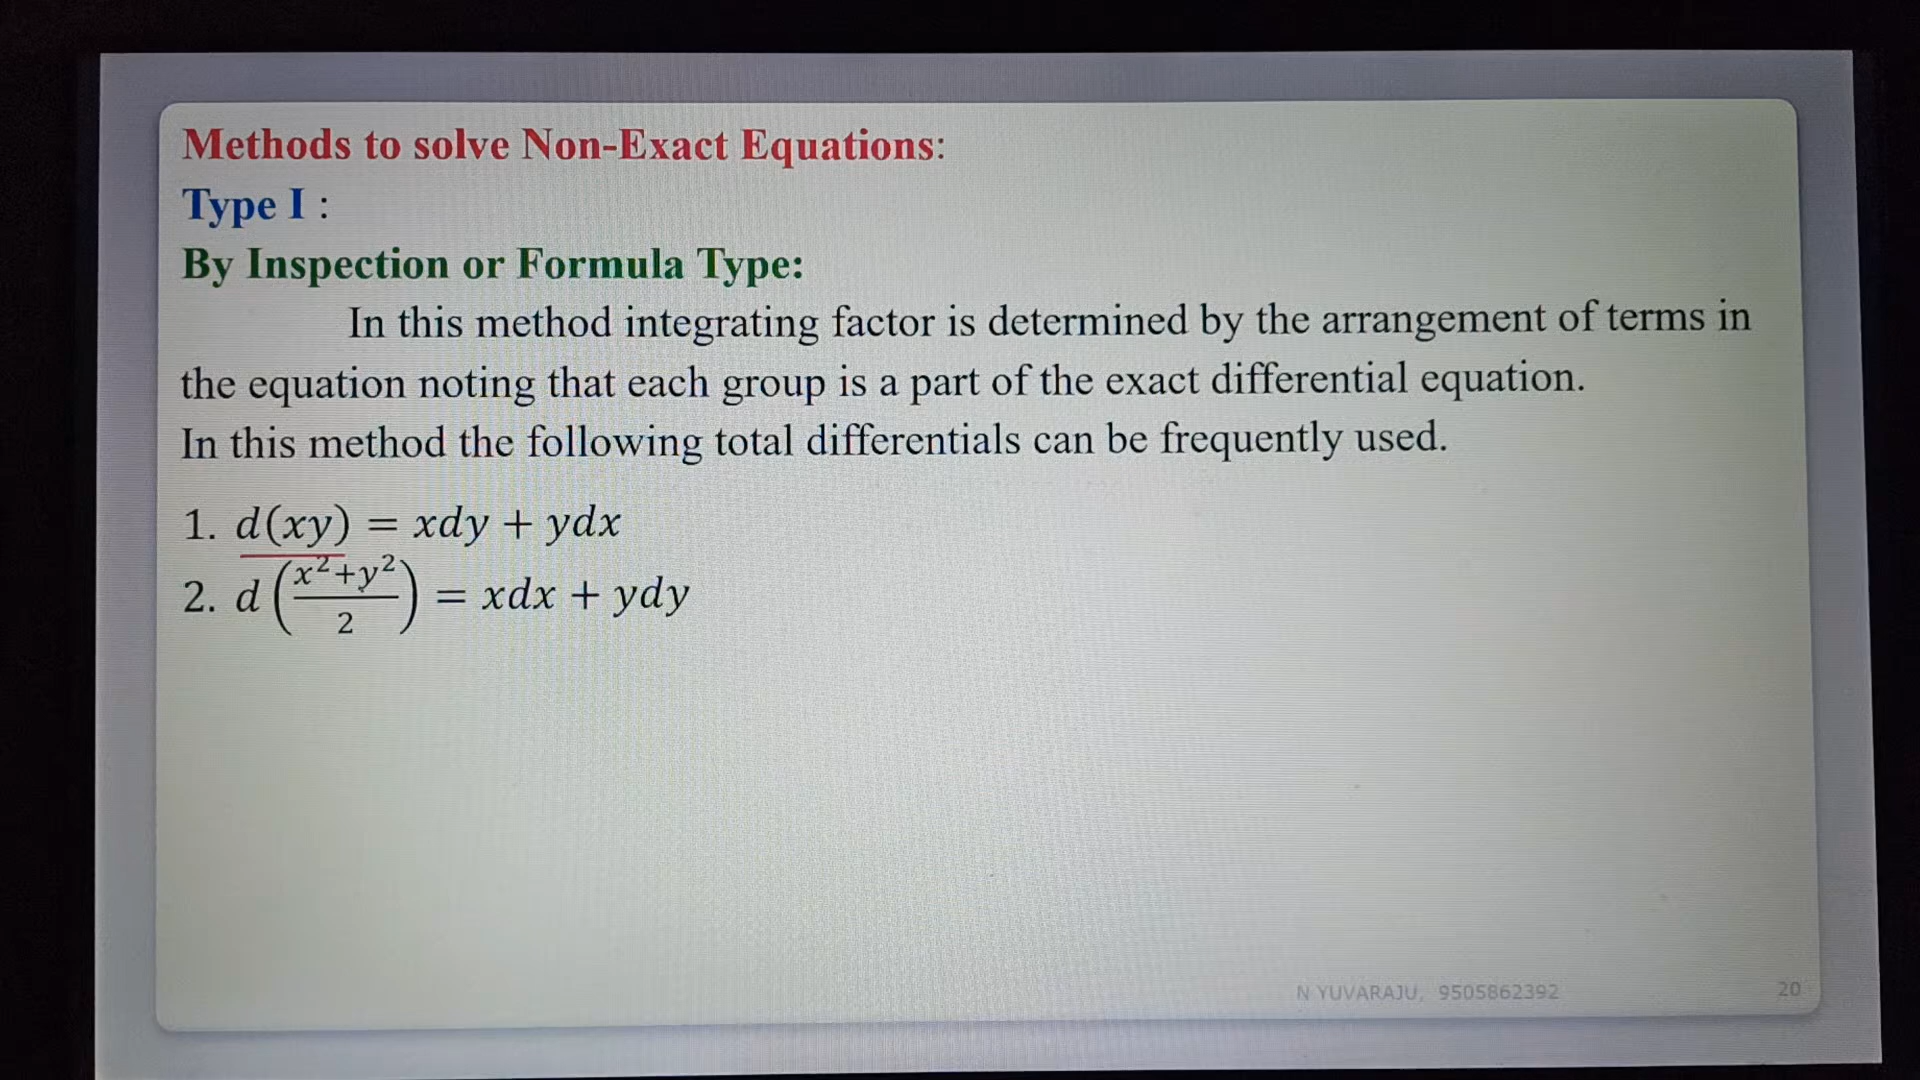 Methods to solve Non-Exact Equations:
Type I :
By Inspection or Formula Type:
In this method integrating factor is determined by the arrangement of terms in
the equation noting that each group is a part of the exact differential equation.
In this method the following total differentials can be frequently used.
1. d(xy) = xdy + ydx
2. d((x²+y²)/2) = xdx + ydy
N YUVARAJU, 9505862392
20